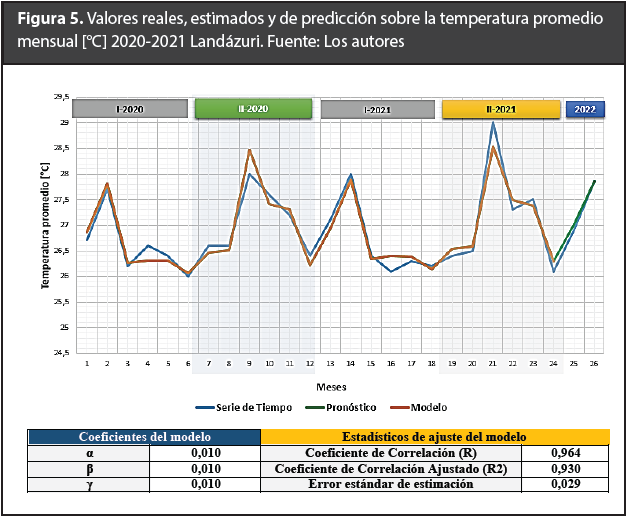 Figura 5. Valores reales, estimados y de predicción sobre la temperatura promedio
mensual [°C] 2020-2021 Landázuri. Fuente: Los autores
29,5
29
28,5
28
27,5
27
26,5
26
25,5
25
24,5
Temperatura promedio [°C]
I-2020
II-2020
I-2021
II-2021
2022
1 2 3 4 5 6 7 8 9 10 11 12 13 14 15 16 17 18 19 20 21 22 23 24 25 26
Meses
Serie de Tiempo Pronóstico Modelo
Coeficientes del modelo Estadísticos de ajuste del modelo
α 0,010 Coeficiente de Correlación (R) 0,964
β 0,010 Coeficiente de Correlación Ajustado (R2) 0,930
γ 0,010 Error estándar de estimación 0,029